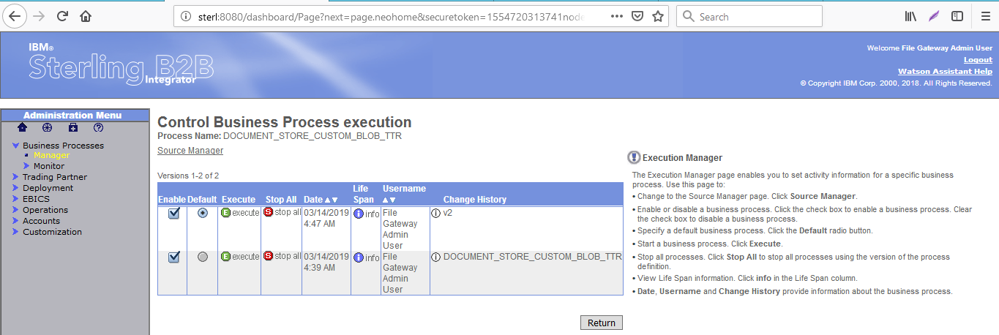 sterl:8080/dashboard/Page?next=page.neohome&securetoken=1554720313741node
Search
IBM®
Sterling B2B
Integrator
Welcome File Gateway Admin User
Logout
Watson Assistant Help
© Copyright IBM Corp. 2000, 2018. All Rights Reserved.
Administration Menu
Business Processes
Manager
Monitor
Trading Partner
Deployment
EBICS
Operations
Accounts
Customization
Control Business Process execution
Process Name: DOCUMENT_STORE_CUSTOM_BLOB_TTR
Source Manager
Versions 1-2 of 2
Enable Default Execute Stop All Date ▲▼ Life Span Username ▲▼ Change History
E execute S stop all 03/14/2019 4:47 AM i info File Gateway Admin User i v2
E execute S stop all 03/14/2019 4:39 AM i info File Gateway Admin User i DOCUMENT_STORE_CUSTOM_BLOB_TTR
Return
Execution Manager
The Execution Manager page enables you to set activity information for a specific business
process. Use this page to:
• Change to the Source Manager page. Click Source Manager.
• Enable or disable a business process. Click the check box to enable a business process. Clear
the check box to disable a business process.
• Specify a default business process. Click the Default radio button.
• Start a business process. Click Execute.
• Stop all processes. Click Stop All to stop all processes using the version of the process
definition.
• View Life Span information. Click info in the Life Span column.
• Date, Username and Change History provide information about the business process.